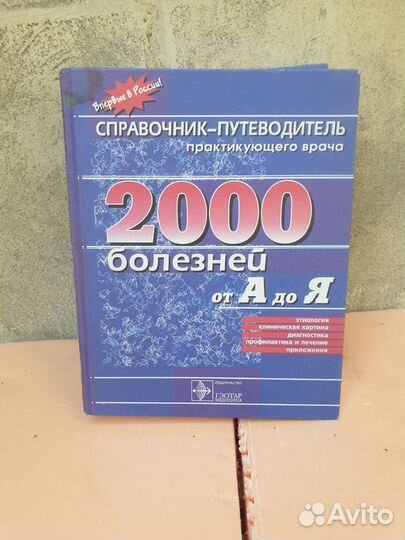 Впервые в России!
СПРАВОЧНИК–ПУТЕВОДИТЕЛЬ
практикующего врача
2000
болезней
от А до Я
этиология
клиническая картина
диагностика
профилактика и лечение
приложения
Издательство
ГЭОТАР
МЕДИЦИНА
Avito